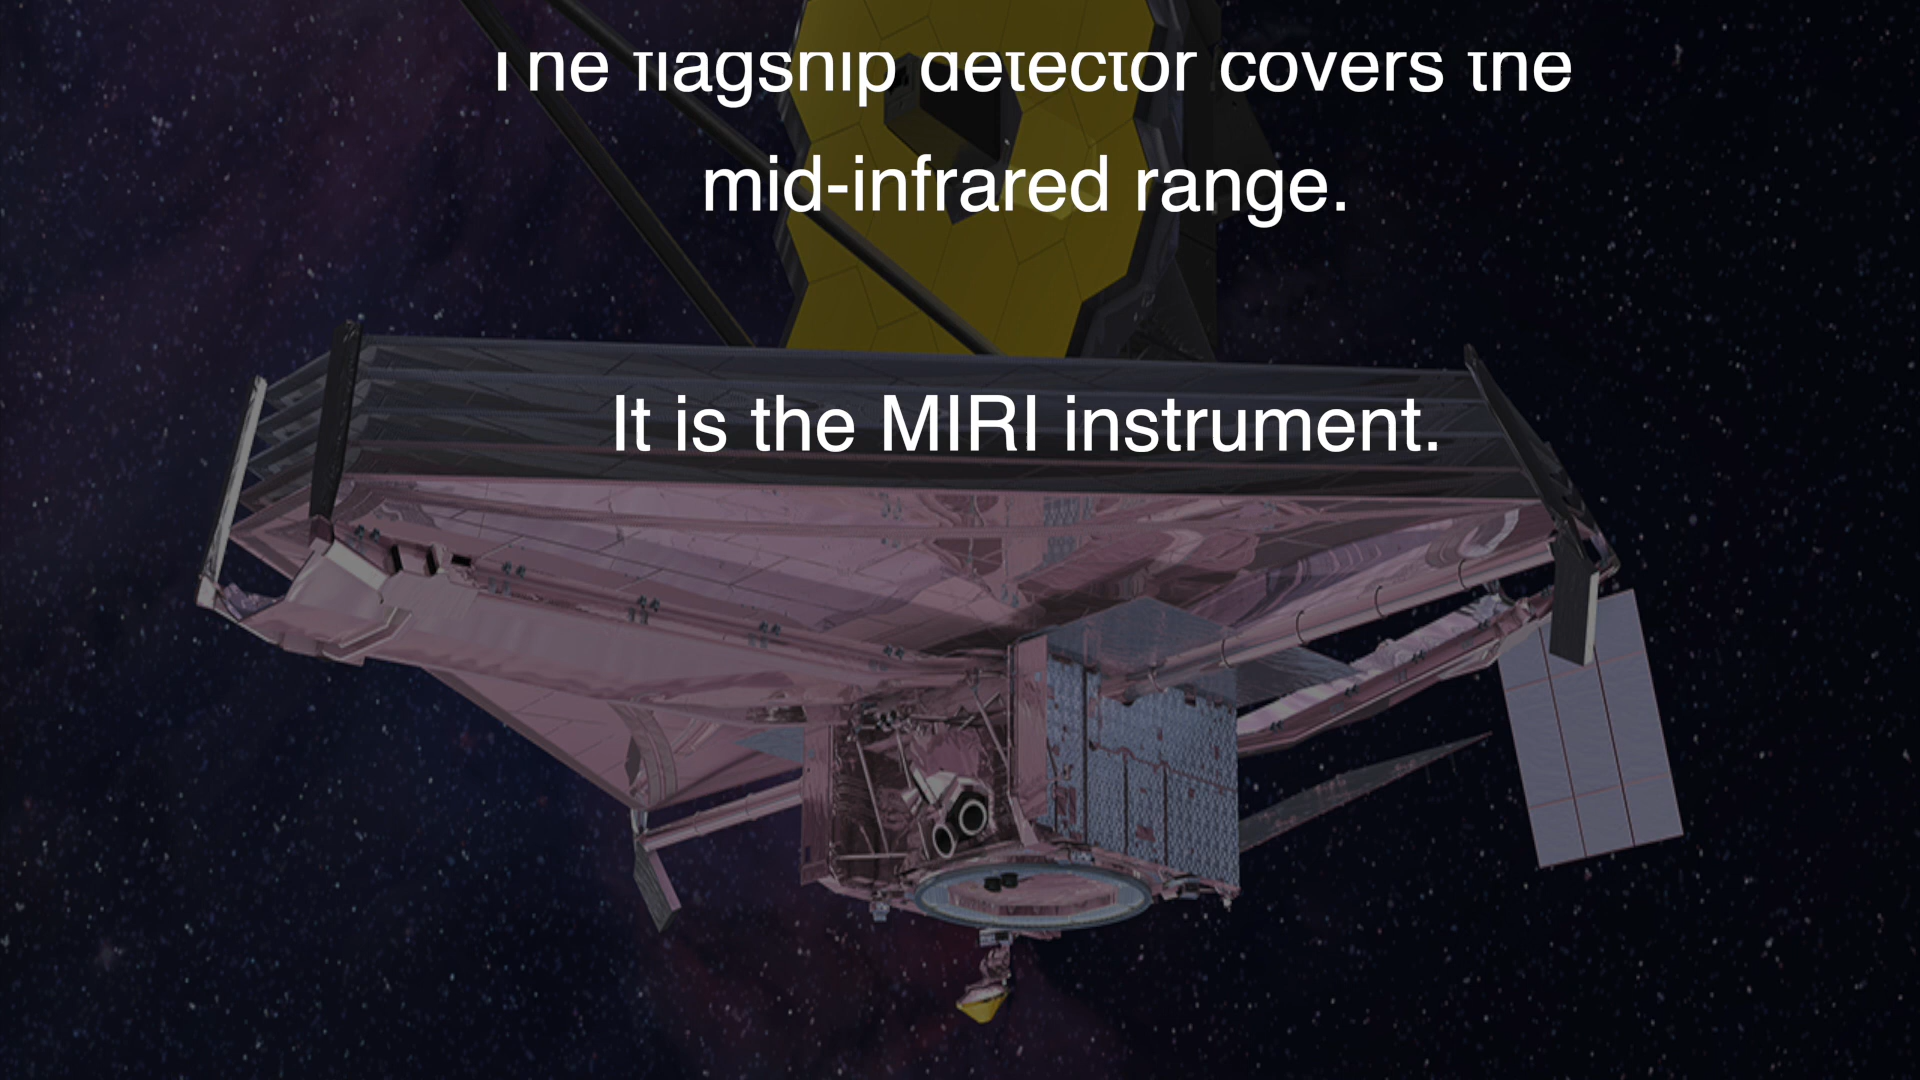 The flagship detector covers the
mid-infrared range.
It is the MIRI instrument.